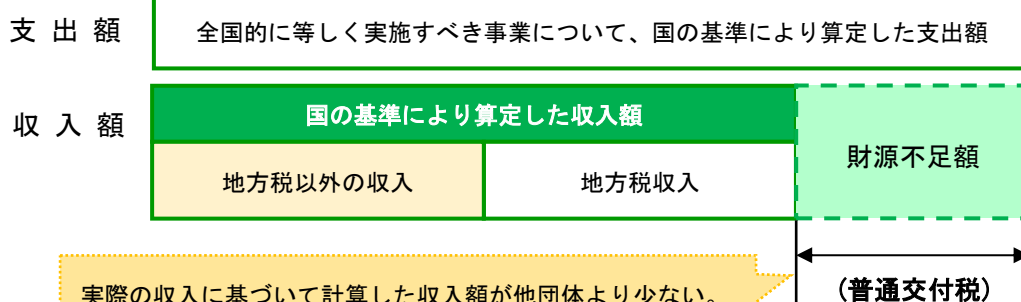 支出額
全国的に等しく実施すべき事業について、国の基準により算定した支出額
収入額
国の基準により算定した収入額
財源不足額
地方税以外の収入
地方税収入
(普通交付税)
実際の収入に基づいて計算した収入額が他団体より少ない。